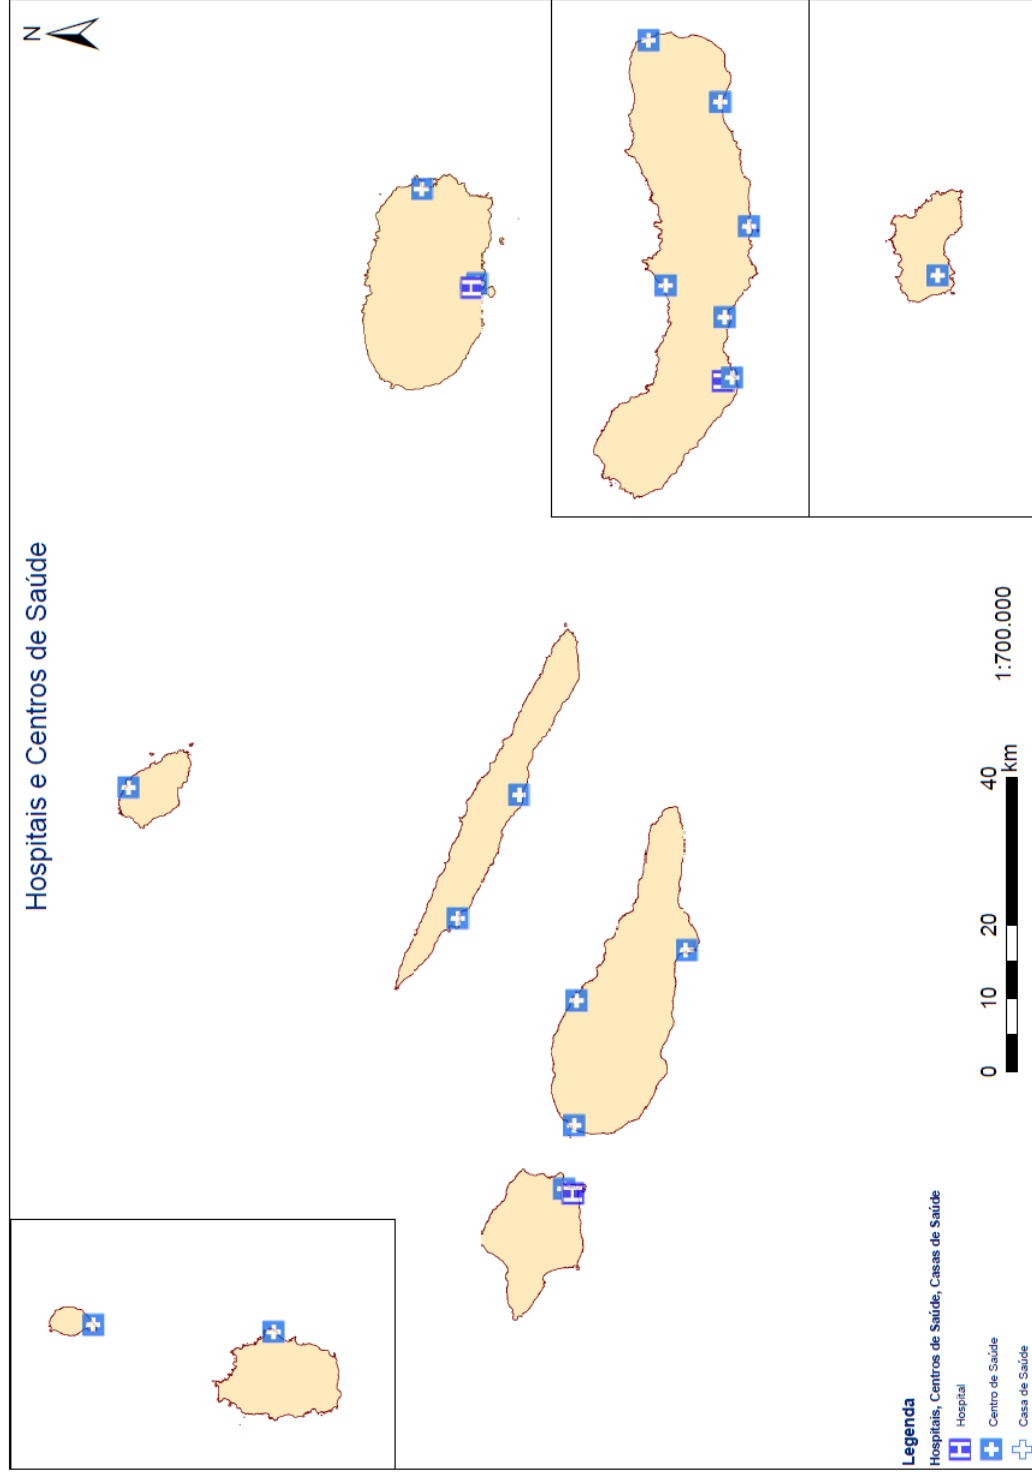 Hospitais e Centros de Saúde
N
Legenda
Hospitais, Centros de Saúde, Casas de Saúde
H Hospital
Centro de Saúde
Casa de Saúde
0 10 20 40
km
1:700.000
H
H
H